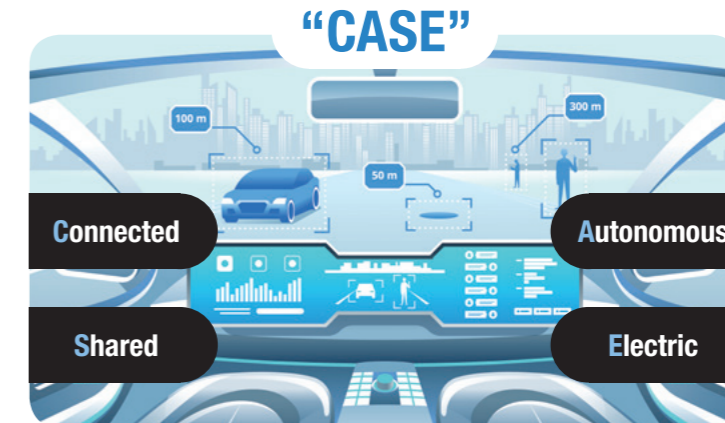 “CASE”
100 m
300 m
50 m
Connected
Autonomous
Shared
Electric